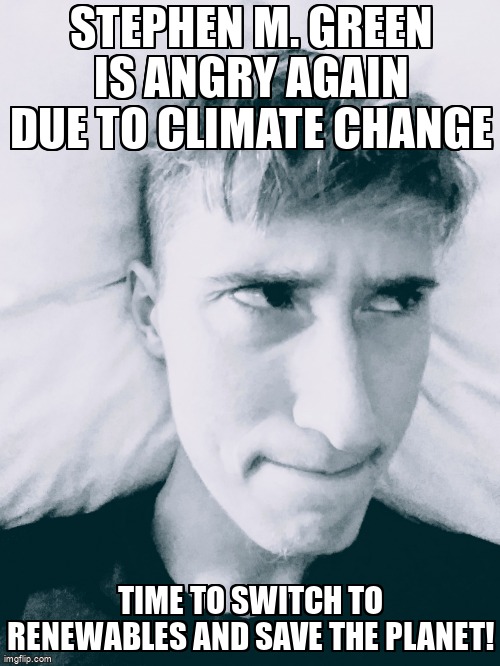 STEPHEN M. GREEN
IS ANGRY AGAIN
DUE TO CLIMATE CHANGE
TIME TO SWITCH TO
RENEWABLES AND SAVE THE PLANET!
imgflip.com